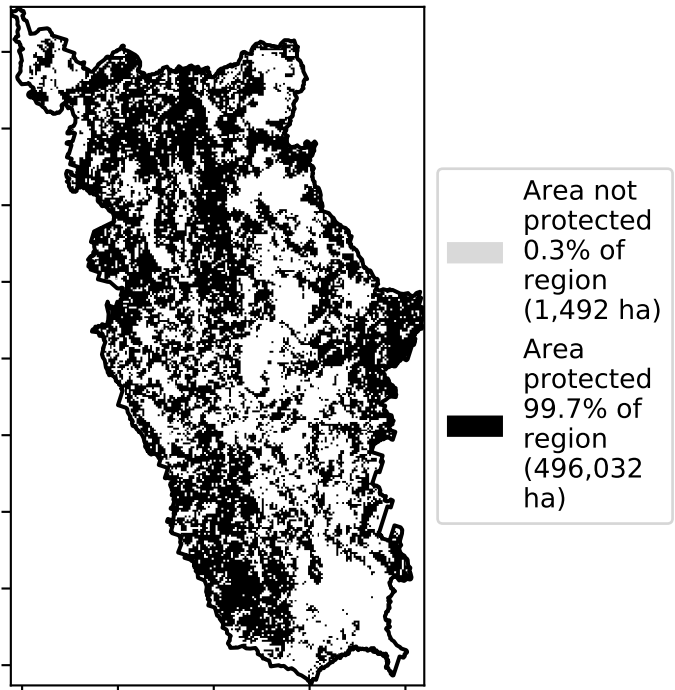 Area not
protected
0.3% of
region
(1,492 ha)
Area
protected
99.7% of
region
(496,032
ha)